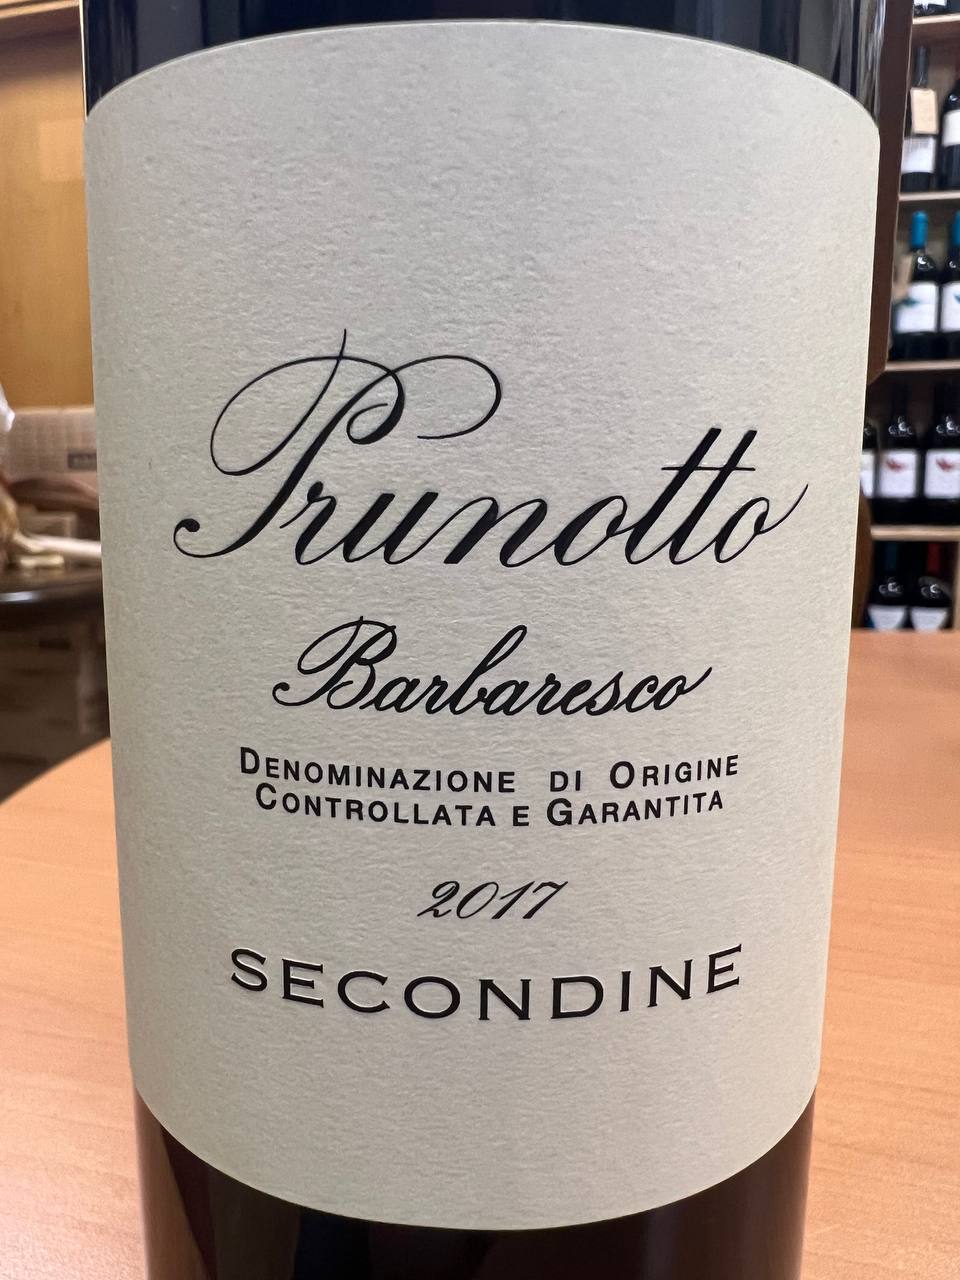 Prunotto
Barbaresco
DENOMINAZIONE DI ORIGINE
CONTROLLATA E GARANTITA
2017
SECONDINE